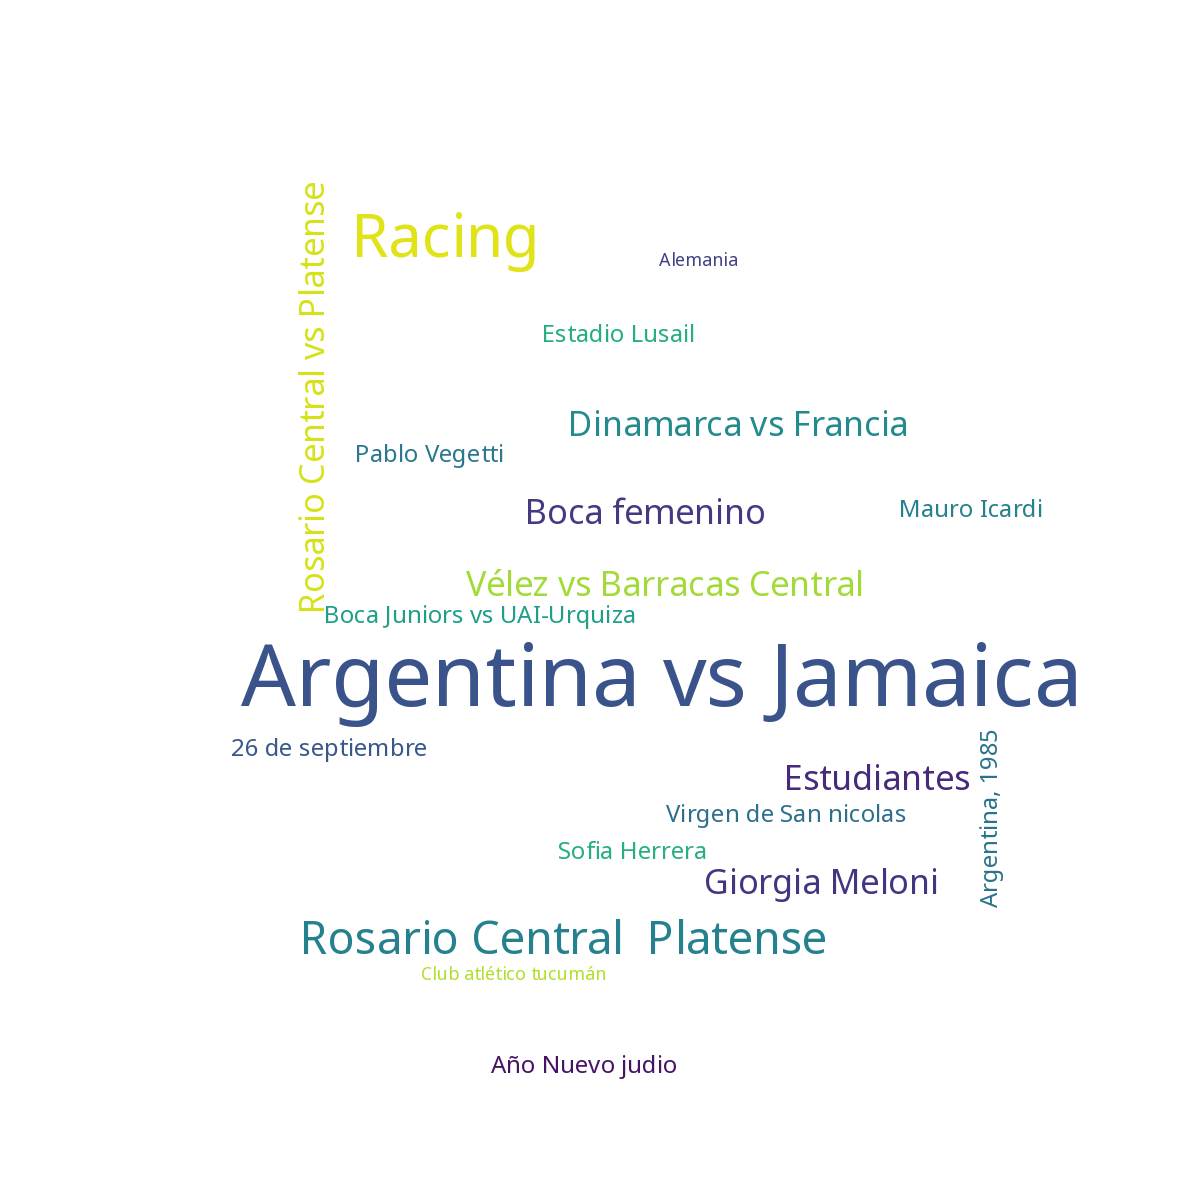 Rosario Central vs Platense
Racing
Alemania
Estadio Lusail
Dinamarca vs Francia
Pablo Vegetti
Boca femenino
Mauro Icardi
Vélez vs Barracas Central
Boca Juniors vs UAI-Urquiza
Argentina vs Jamaica
26 de septiembre
Argentina, 1985
Estudiantes
Virgen de San nicolas
Sofia Herrera
Giorgia Meloni
Rosario Central  Platense
Club atlético tucumán
Año Nuevo judio